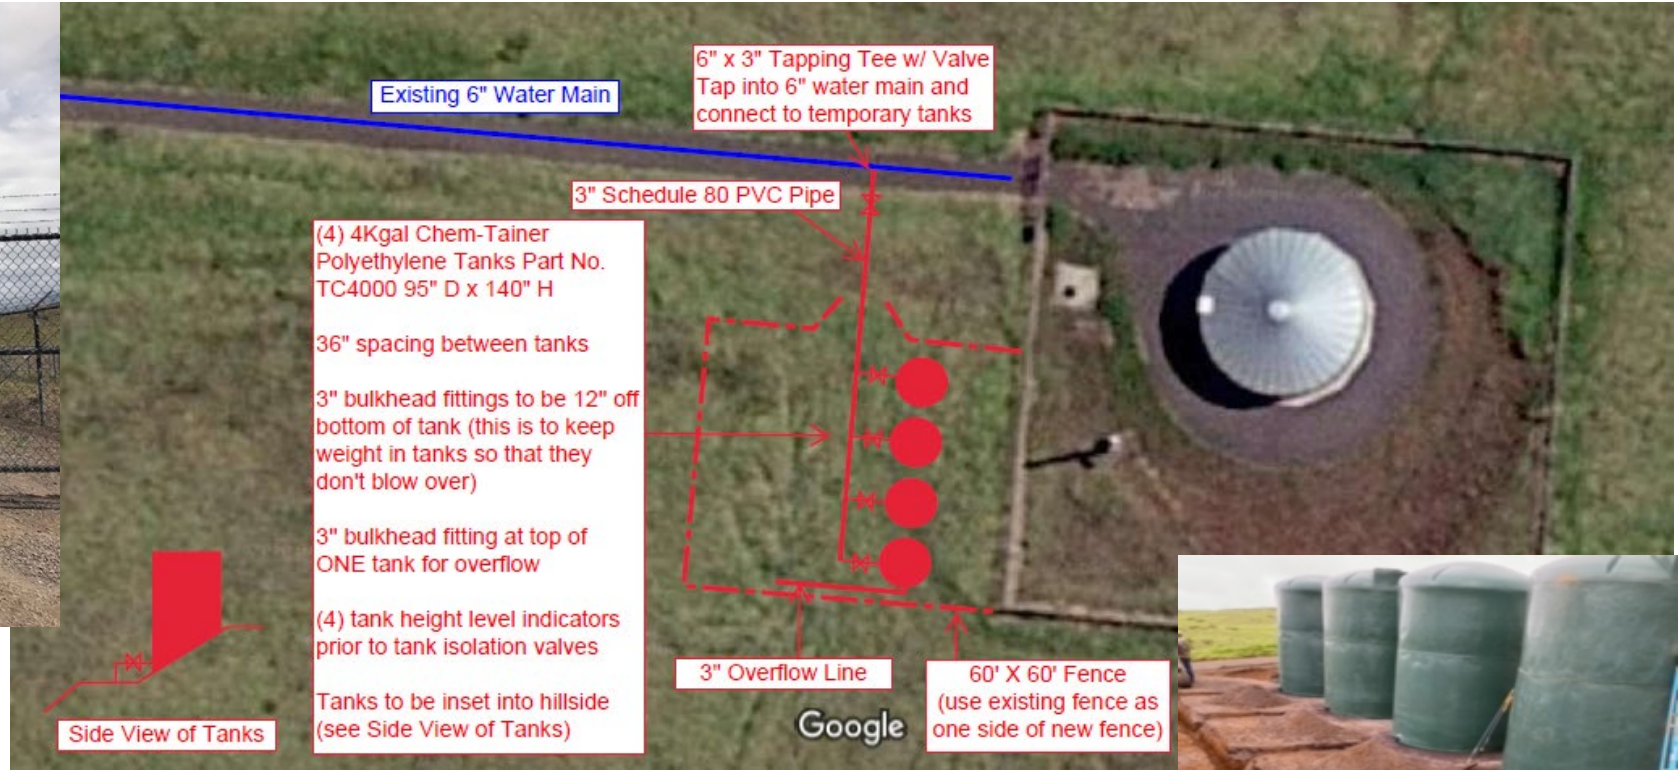 6" x 3" Tapping Tee w/ Valve
Tap into 6" water main and
connect to temporary tanks
Existing 6" Water Main
3" Schedule 80 PVC Pipe
(4) 4Kgal Chem-Tainer
Polyethylene Tanks Part No.
TC4000 95" D x 140" H
36" spacing between tanks
3" bulkhead fittings to be 12" off
bottom of tank (this is to keep
weight in tanks so that they
don't blow over)
3" bulkhead fitting at top of
ONE tank for overflow
(4) tank height level indicators
prior to tank isolation valves
Tanks to be inset into hillside
(see Side View of Tanks)
Side View of Tanks
3" Overflow Line
60' X 60' Fence
(use existing fence as
one side of new fence)
Google